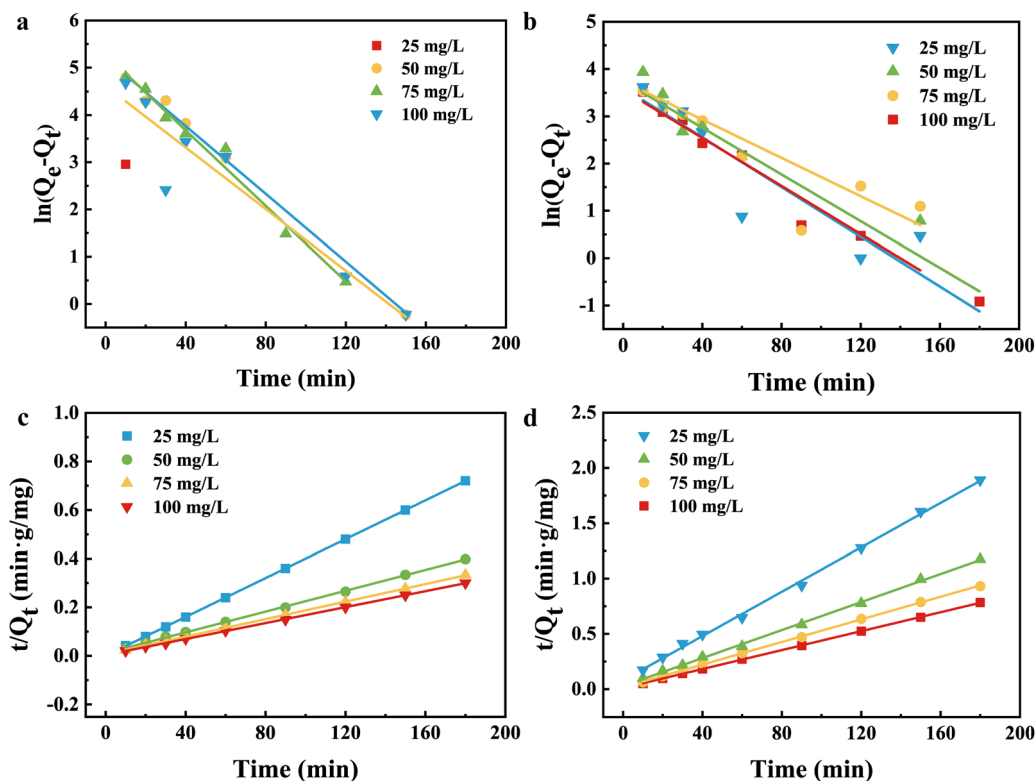 a
ln(Qe-Qt)
6
5
4
3
2
1
0
0 40 80 120 160 200
Time (min)
25 mg/L
50 mg/L
75 mg/L
100 mg/L
b
ln(Qe-Qt)
5
4
3
2
1
0
-1
0 40 80 120 160 200
Time (min)
25 mg/L
50 mg/L
75 mg/L
100 mg/L
c
t/Qt (min·g/mg)
1.0
0.8
0.6
0.4
0.2
0.0
-0.2
0 40 80 120 160 200
Time (min)
25 mg/L
50 mg/L
75 mg/L
100 mg/L
d
t/Qt (min·g/mg)
2.5
2.0
1.5
1.0
0.5
0.0
0 40 80 120 160 200
Time (min)
25 mg/L
50 mg/L
75 mg/L
100 mg/L